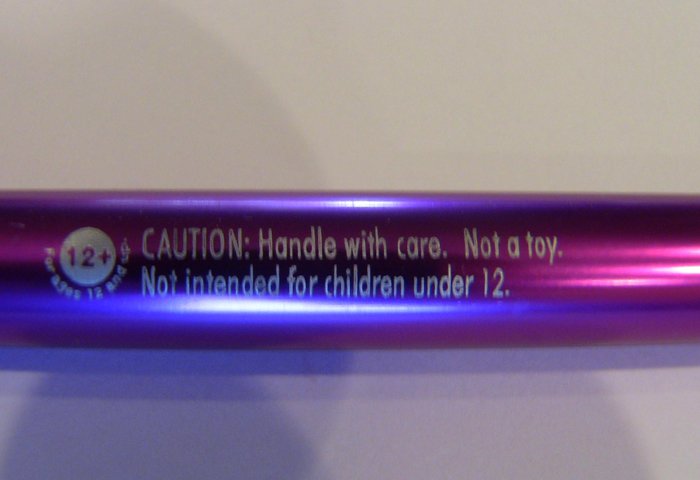 12+
For ages 12 and up.
CAUTION: Handle with care. Not a toy.
Not intended for children under 12.